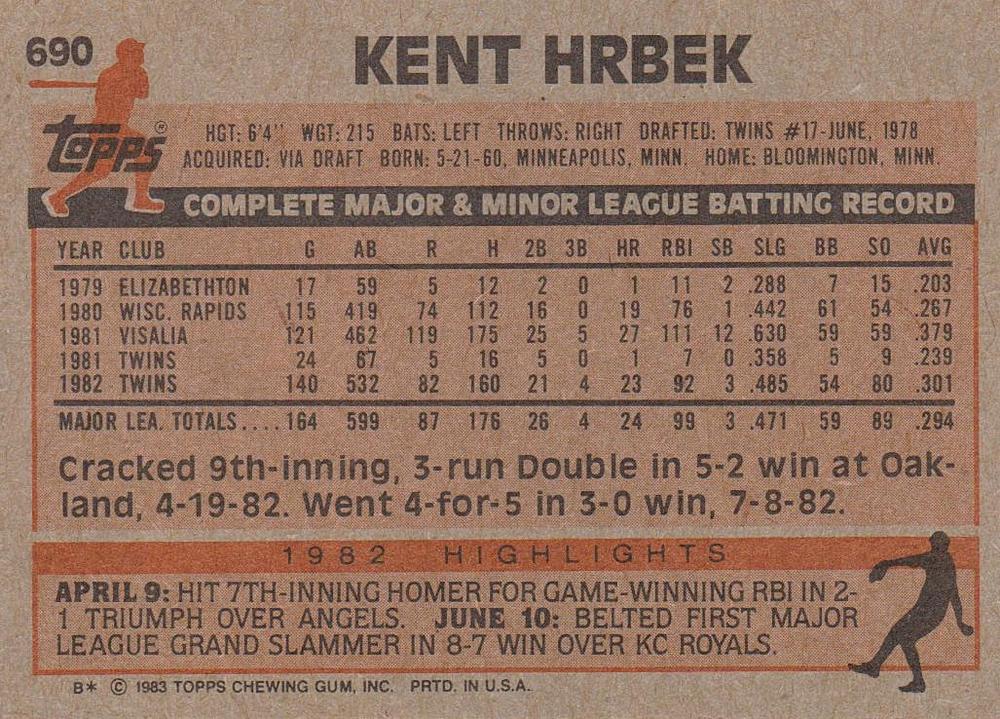 690
KENT HRBEK
Topps®
HGT: 6'4" WGT: 215 BATS: LEFT THROWS: RIGHT DRAFTED: TWINS #17-JUNE, 1978
ACQUIRED: VIA DRAFT BORN: 5-21-60, MINNEAPOLIS, MINN. HOME: BLOOMINGTON, MINN.
COMPLETE MAJOR & MINOR LEAGUE BATTING RECORD
YEAR CLUB G AB R H 2B 3B HR RBI SB SLG BB SO AVG
1979 ELIZABETHTON 17 59 5 12 2 0 1 11 2 .288 7 15 .203
1980 WISC. RAPIDS 115 419 74 112 16 0 19 76 1 .442 61 54 .267
1981 VISALIA 121 462 119 175 25 5 27 111 12 .630 59 59 .379
1981 TWINS 24 67 5 16 5 0 1 7 0 .358 5 9 .239
1982 TWINS 140 532 82 160 21 4 23 92 3 .485 54 80 .301
MAJOR LEA. TOTALS....164 599 87 176 26 4 24 99 3 .471 59 89 .294
Cracked 9th-inning, 3-run Double in 5-2 win at Oak-
land, 4-19-82. Went 4-for-5 in 3-0 win, 7-8-82.
1982 HIGHLIGHTS
APRIL 9: HIT 7TH-INNING HOMER FOR GAME-WINNING RBI IN 2-
1 TRIUMPH OVER ANGELS. JUNE 10: BELTED FIRST MAJOR
LEAGUE GRAND SLAMMER IN 8-7 WIN OVER KC ROYALS.
B* © 1983 TOPPS CHEWING GUM, INC. PRTD. IN U.S.A.